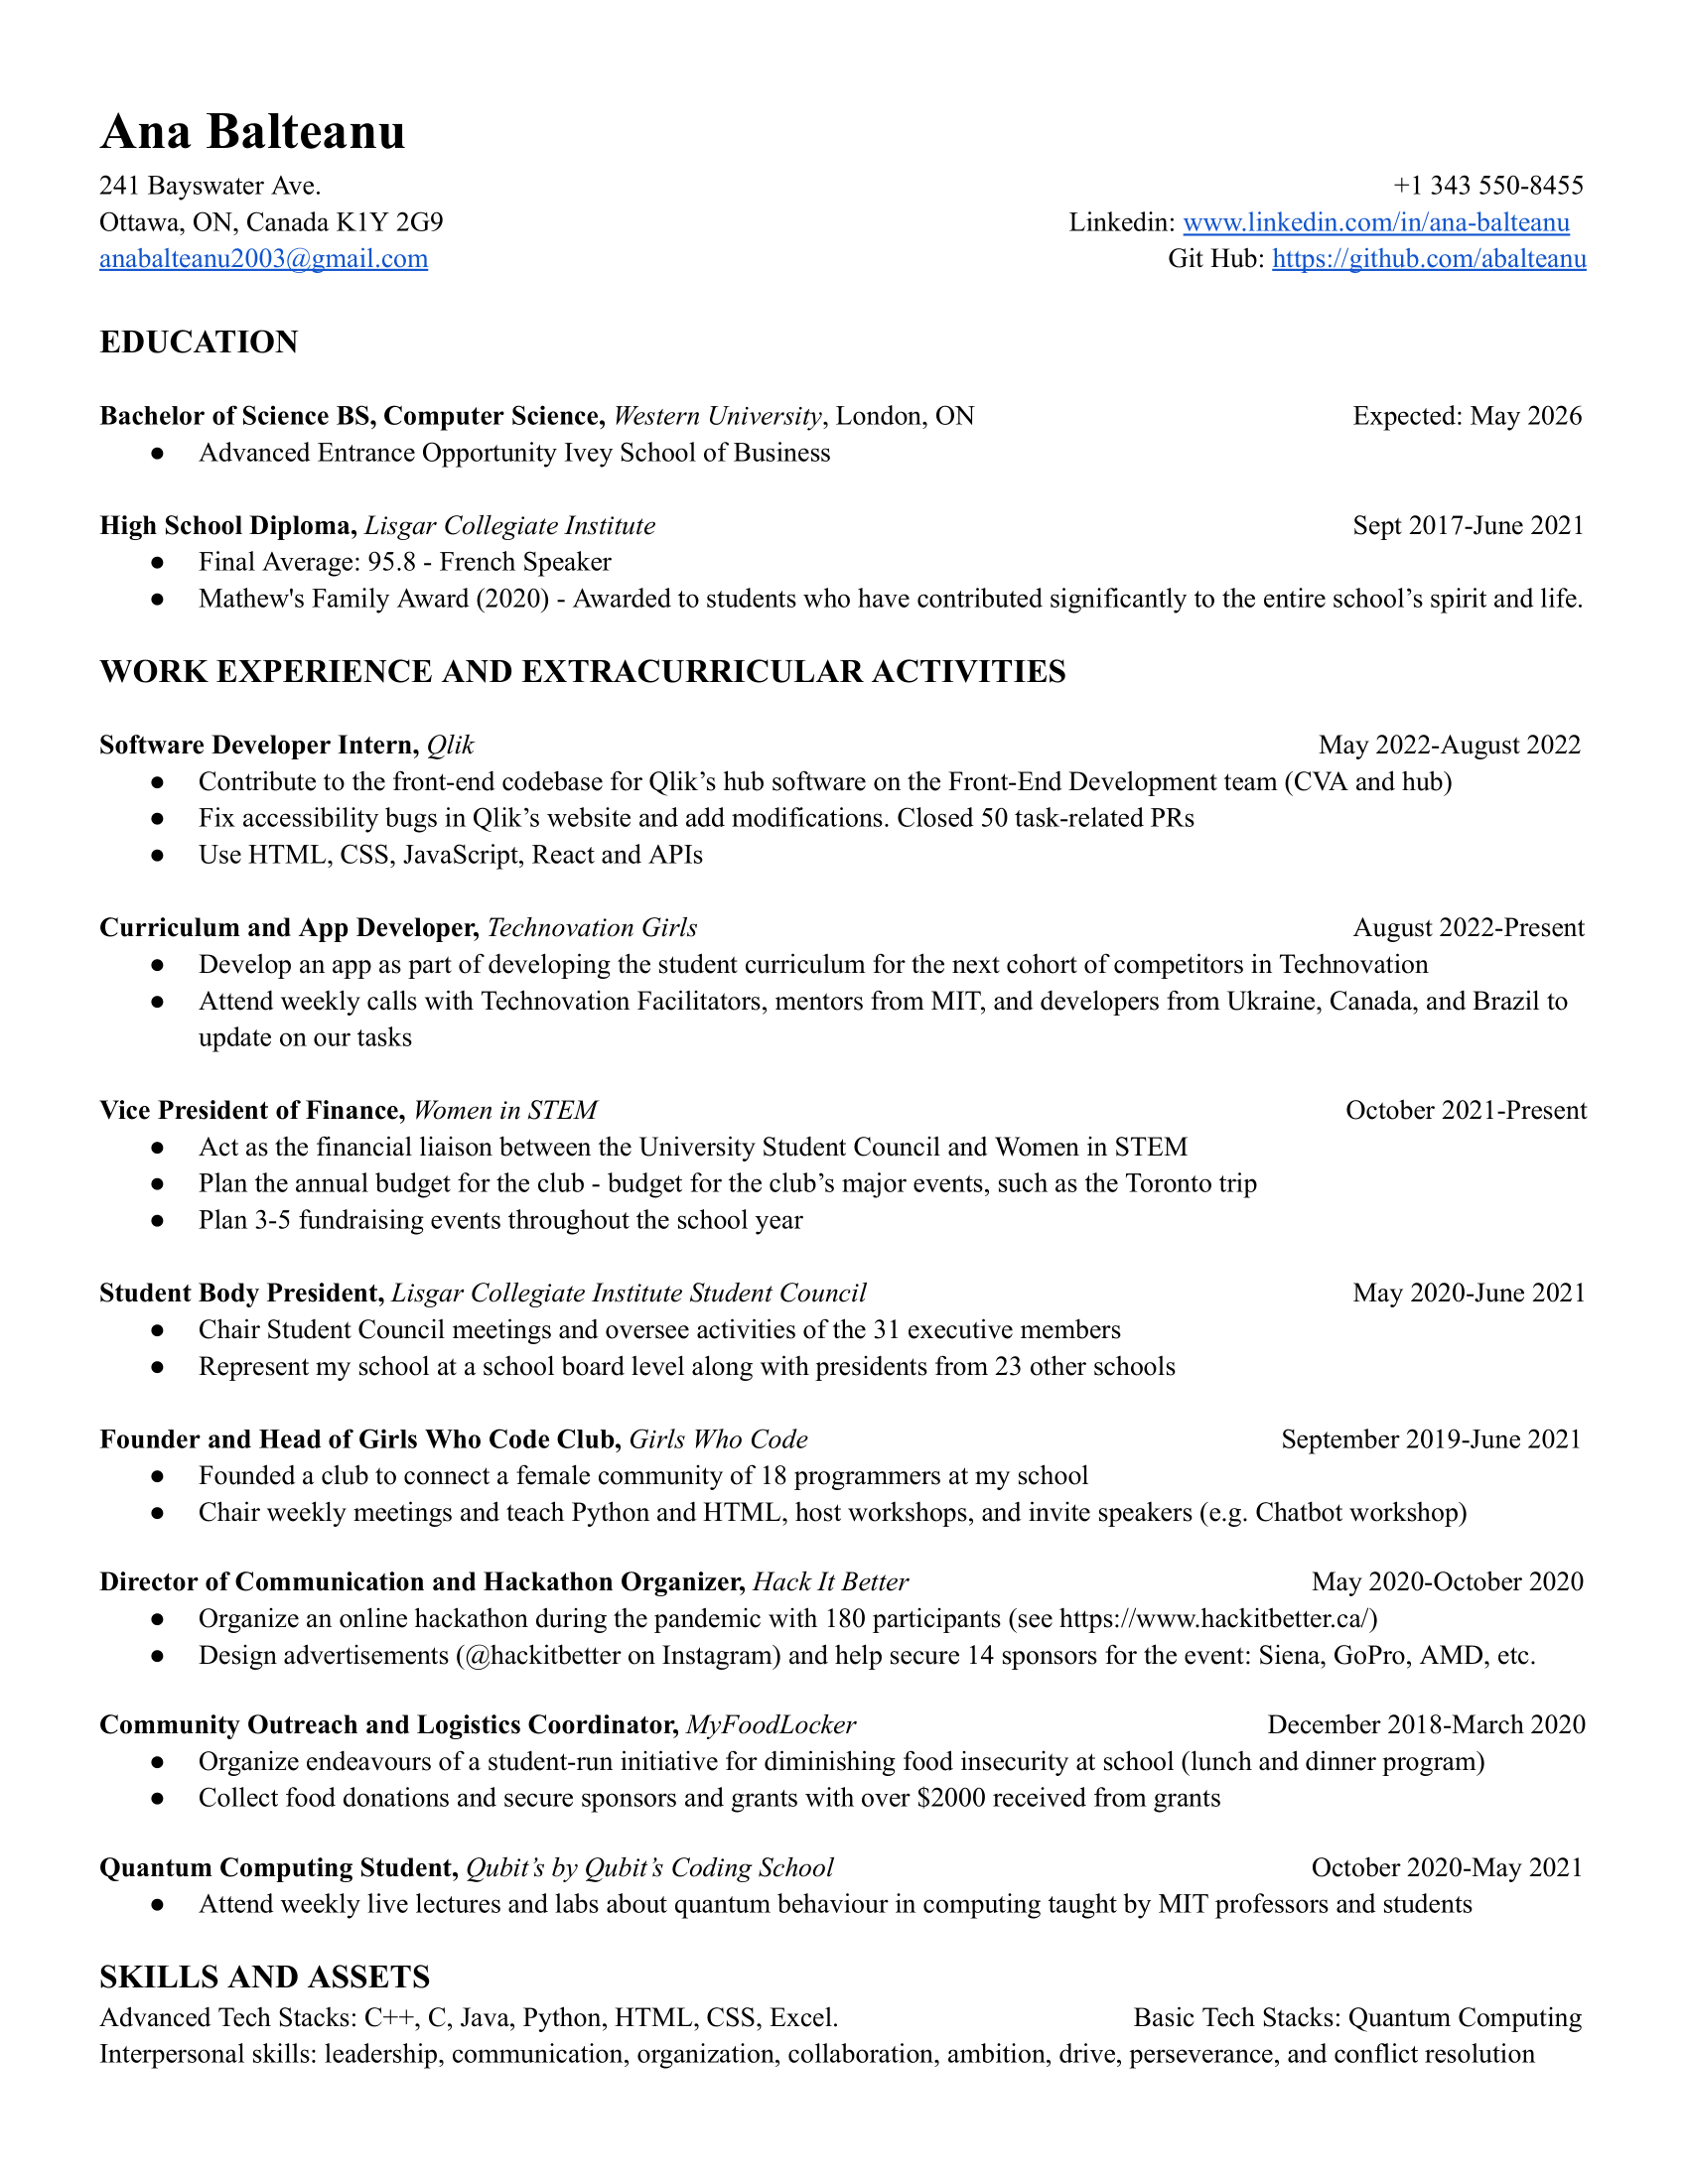 Ana Balteanu
241 Bayswater Ave. +1 343 550-8455
Ottawa, ON, Canada K1Y 2G9 Linkedin: www.linkedin.com/in/ana-balteanu
anabalteanu2003@gmail.com Git Hub: https://github.com/abalteanu
EDUCATION
Bachelor of Science BS, Computer Science, Western University, London, ON Expected: May 2026
● Advanced Entrance Opportunity Ivey School of Business
High School Diploma, Lisgar Collegiate Institute Sept 2017-June 2021
● Final Average: 95.8 - French Speaker
● Mathew's Family Award (2020) - Awarded to students who have contributed significantly to the entire school’s spirit and life.
WORK EXPERIENCE AND EXTRACURRICULAR ACTIVITIES
Software Developer Intern, Qlik May 2022-August 2022
● Contribute to the front-end codebase for Qlik’s hub software on the Front-End Development team (CVA and hub)
● Fix accessibility bugs in Qlik’s website and add modifications. Closed 50 task-related PRs
● Use HTML, CSS, JavaScript, React and APIs
Curriculum and App Developer, Technovation Girls August 2022-Present
● Develop an app as part of developing the student curriculum for the next cohort of competitors in Technovation
● Attend weekly calls with Technovation Facilitators, mentors from MIT, and developers from Ukraine, Canada, and Brazil to
update on our tasks
Vice President of Finance, Women in STEM October 2021-Present
● Act as the financial liaison between the University Student Council and Women in STEM
● Plan the annual budget for the club - budget for the club’s major events, such as the Toronto trip
● Plan 3-5 fundraising events throughout the school year
Student Body President, Lisgar Collegiate Institute Student Council May 2020-June 2021
● Chair Student Council meetings and oversee activities of the 31 executive members
● Represent my school at a school board level along with presidents from 23 other schools
Founder and Head of Girls Who Code Club, Girls Who Code September 2019-June 2021
● Founded a club to connect a female community of 18 programmers at my school
● Chair weekly meetings and teach Python and HTML, host workshops, and invite speakers (e.g. Chatbot workshop)
Director of Communication and Hackathon Organizer, Hack It Better May 2020-October 2020
● Organize an online hackathon during the pandemic with 180 participants (see https://www.hackitbetter.ca/)
● Design advertisements (@hackitbetter on Instagram) and help secure 14 sponsors for the event: Siena, GoPro, AMD, etc.
Community Outreach and Logistics Coordinator, MyFoodLocker December 2018-March 2020
● Organize endeavours of a student-run initiative for diminishing food insecurity at school (lunch and dinner program)
● Collect food donations and secure sponsors and grants with over $2000 received from grants
Quantum Computing Student, Qubit’s by Qubit’s Coding School October 2020-May 2021
● Attend weekly live lectures and labs about quantum behaviour in computing taught by MIT professors and students
SKILLS AND ASSETS
Advanced Tech Stacks: C++, C, Java, Python, HTML, CSS, Excel. Basic Tech Stacks: Quantum Computing
Interpersonal skills: leadership, communication, organization, collaboration, ambition, drive, perseverance, and conflict resolution